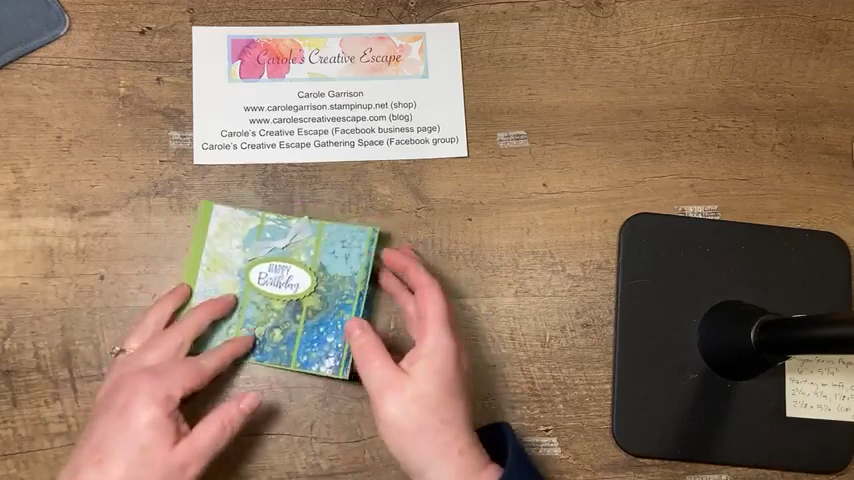 Carole's Creative Escape
Carole Garrison
www.carolegarrison.stampinup.net (shop)
www.carolescreativeescape.com (blog)
Carole's Creative Escape (Facebook business page)
Carole's Creative Escape Gathering Space (Facebook group)
HAPPY
Birthday